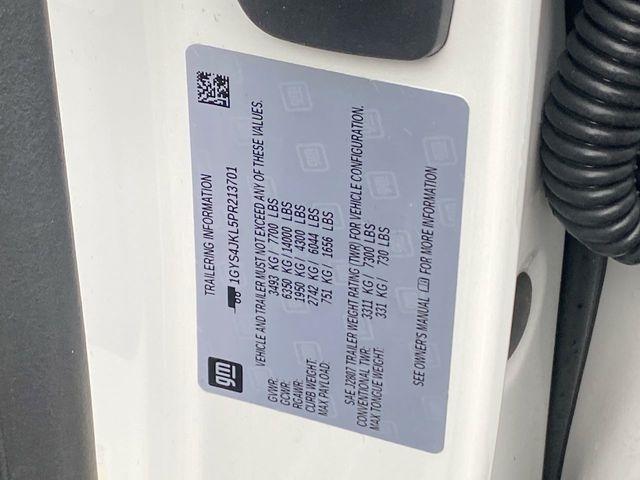 gm
TRAILERING INFORMATION
1GYS4JKL5PR213701
VEHICLE AND TRAILER MUST NOT EXCEED ANY OF THESE VALUES.
GVWR: 3493 KG / 7700 LBS
GCWR: 6350 KG / 14000 LBS
RGAWR: 1950 KG / 4300 LBS
CURB WEIGHT: 2742 KG / 6044 LBS
MAX PAYLOAD: 751 KG / 1656 LBS
SAE J2807 TRAILER WEIGHT RATING (TWR) FOR VEHICLE CONFIGURATION.
CONVENTIONAL TWR: 3311 KG / 7300 LBS
MAX TONGUE WEIGHT: 331 KG / 730 LBS
SEE OWNER'S MANUAL FOR MORE INFORMATION